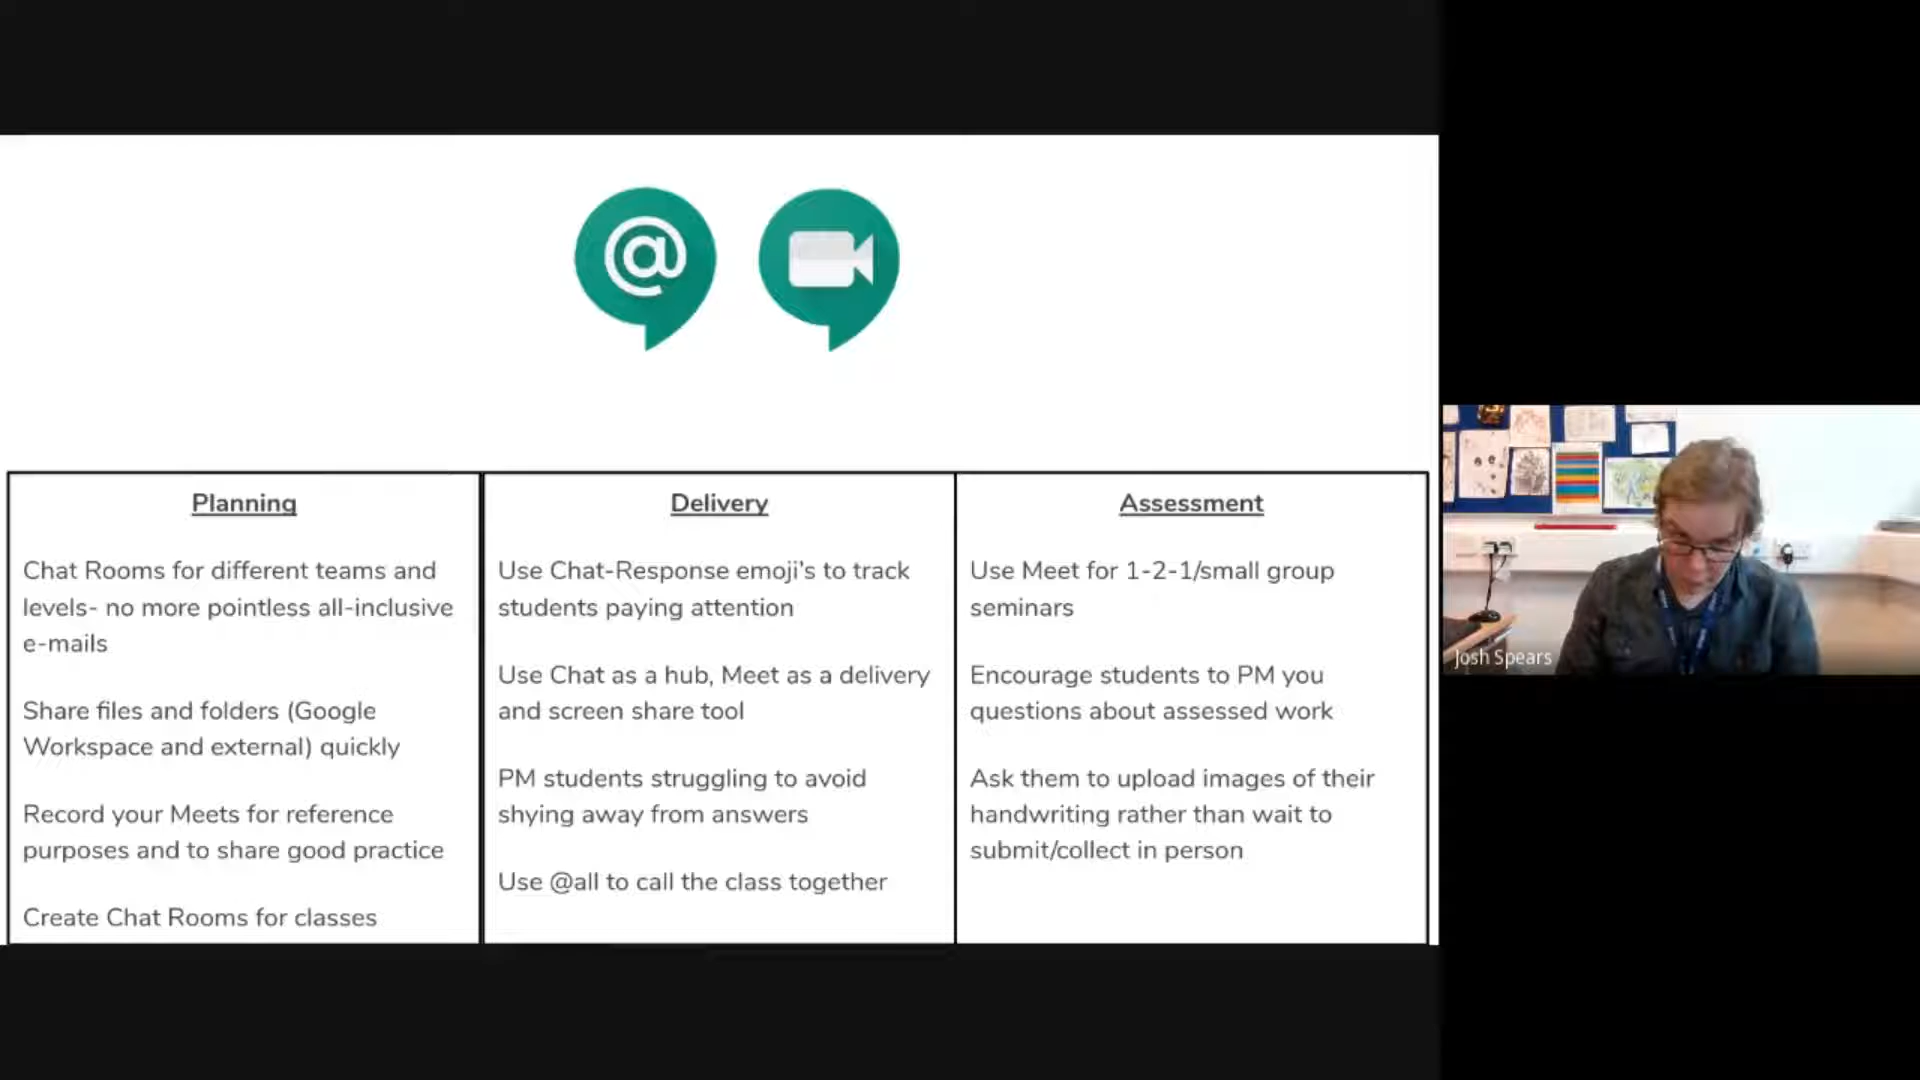 @
Planning
Chat Rooms for different teams and
levels- no more pointless all-inclusive
e-mails
Share files and folders (Google
Workspace and external) quickly
Record your Meets for reference
purposes and to share good practice
Create Chat Rooms for classes
Delivery
Use Chat-Response emoji's to track
students paying attention
Use Chat as a hub, Meet as a delivery
and screen share tool
PM students struggling to avoid
shying away from answers
Use @all to call the class together
Assessment
Use Meet for 1-2-1/small group
seminars
Encourage students to PM you
questions about assessed work
Ask them to upload images of their
handwriting rather than wait to
submit/collect in person
Josh Spears